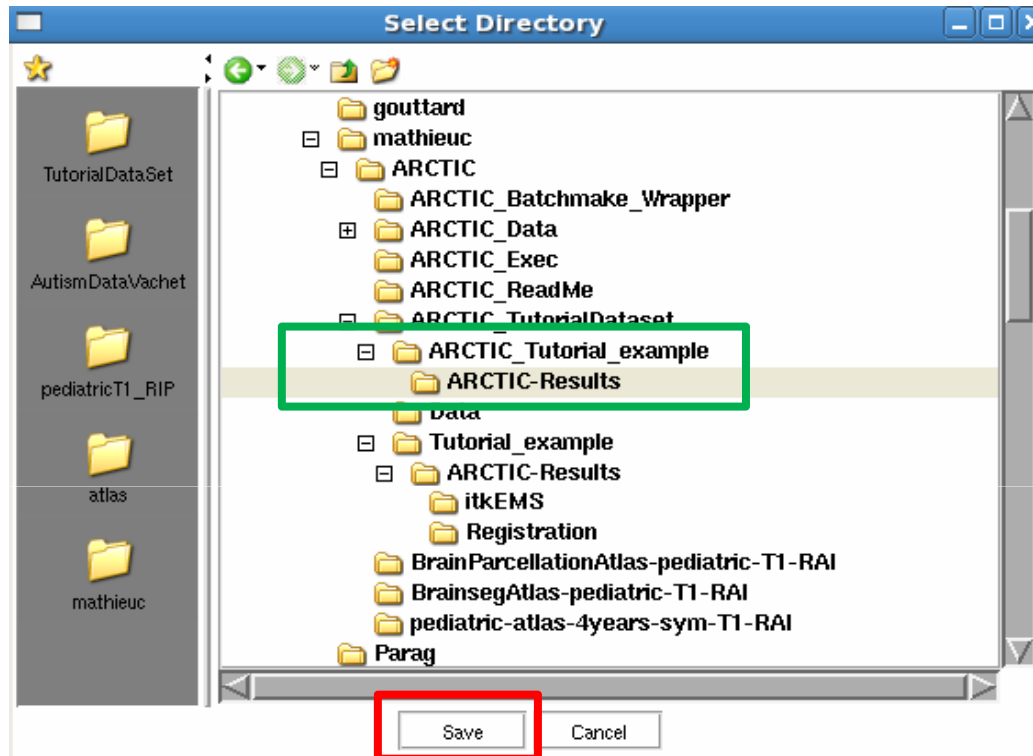 Select Directory
TutorialDataSet
AutismDataVachet
pediatricT1_RIP
atlas
mathieuc
gouttard
mathieuc
ARCTIC
ARCTIC_Batchmake_Wrapper
ARCTIC_Data
ARCTIC_Exec
ARCTIC_ReadMe
ARCTIC_TutorialDataset
ARCTIC_Tutorial_example
ARCTIC-Results
Data
Tutorial_example
ARCTIC-Results
itkEMS
Registration
BrainParcellationAtlas-pediatric-T1-RAI
BrainsegAtlas-pediatric-T1-RAI
pediatric-atlas-4years-sym-T1-RAI
Parag
Save Cancel